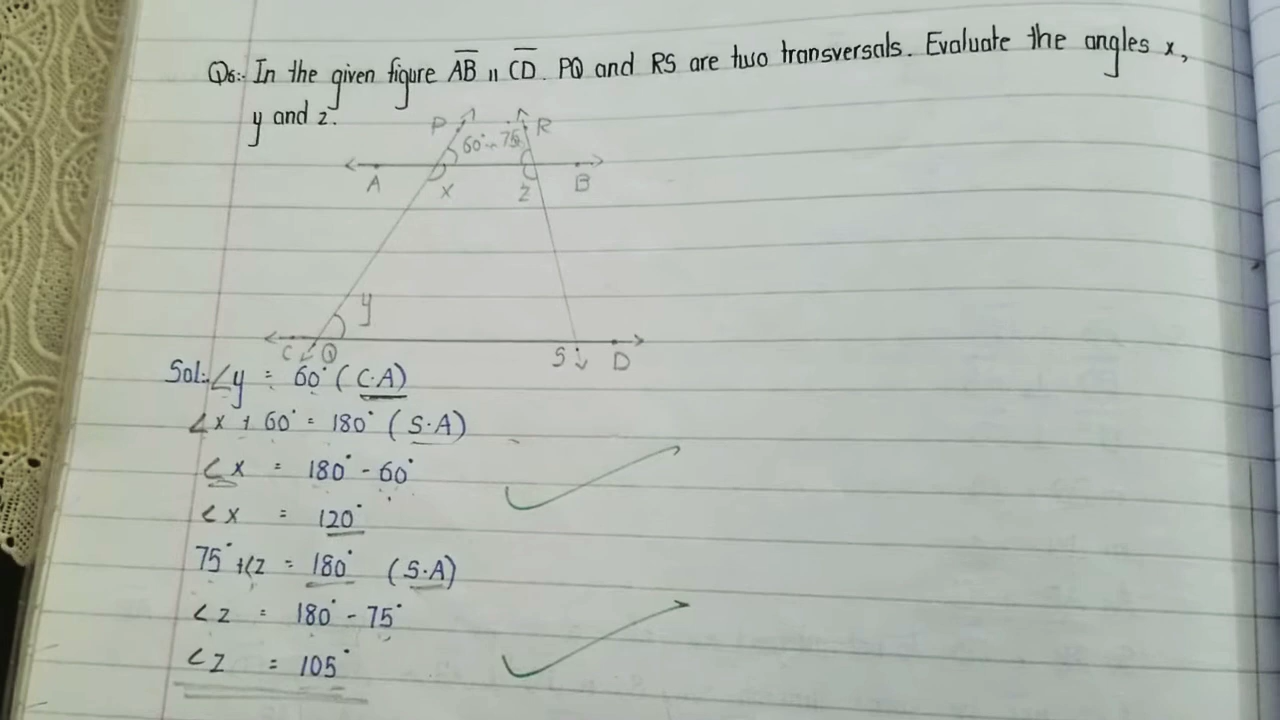 Q6:- In the given figure AB || CD. PQ and RS are two transversals. Evaluate the angles x,
y and z.
P R
60° 75°
A x z B
y
C Q S D
Sol:- ∠y = 60° (C.A)
∠x + 60° = 180° (S.A)
∠x = 180° - 60°
∠x = 120°
75° + ∠z = 180° (S.A)
∠z = 180° - 75°
∠z = 105°